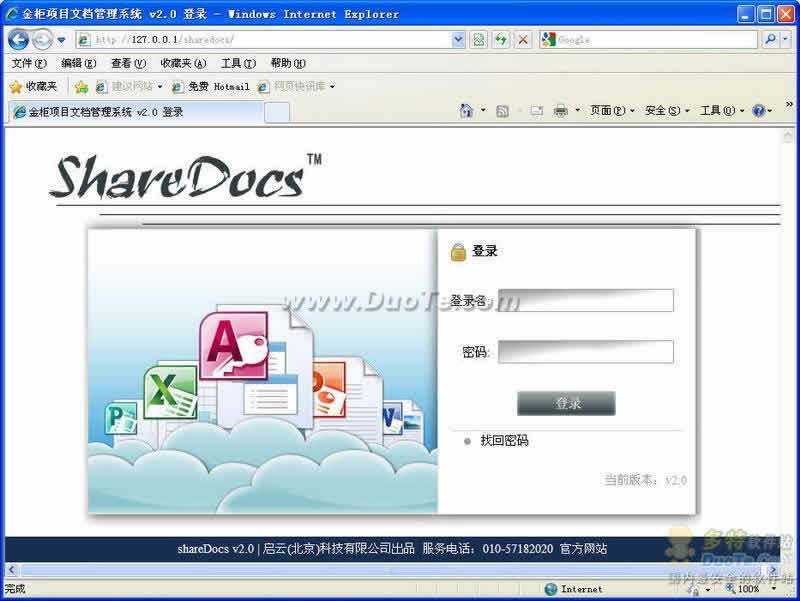 金柜项目文档管理系统 v2.0 登录 - Windows Internet Explorer
http://127.0.0.1/sharedocs/
Google
文件(F) 编辑(E) 查看(V) 收藏夹(A) 工具(T) 帮助(H)
收藏夹 建议网站 免费 Hotmail 网页快讯库
金柜项目文档管理系统 v2.0 登录
页面(P) 安全(S) 工具(O)
ShareDocs™
登录
登录名:
www.DuoTe.com
密码:
登录
找回密码
当前版本: v2.0
shareDocs v2.0 | 启云(北京)科技有限公司出品 服务电话: 010-57182020 官方网站
多特软件站
DuoTe.Com
国内最安全的软件站
完成
Internet
100%